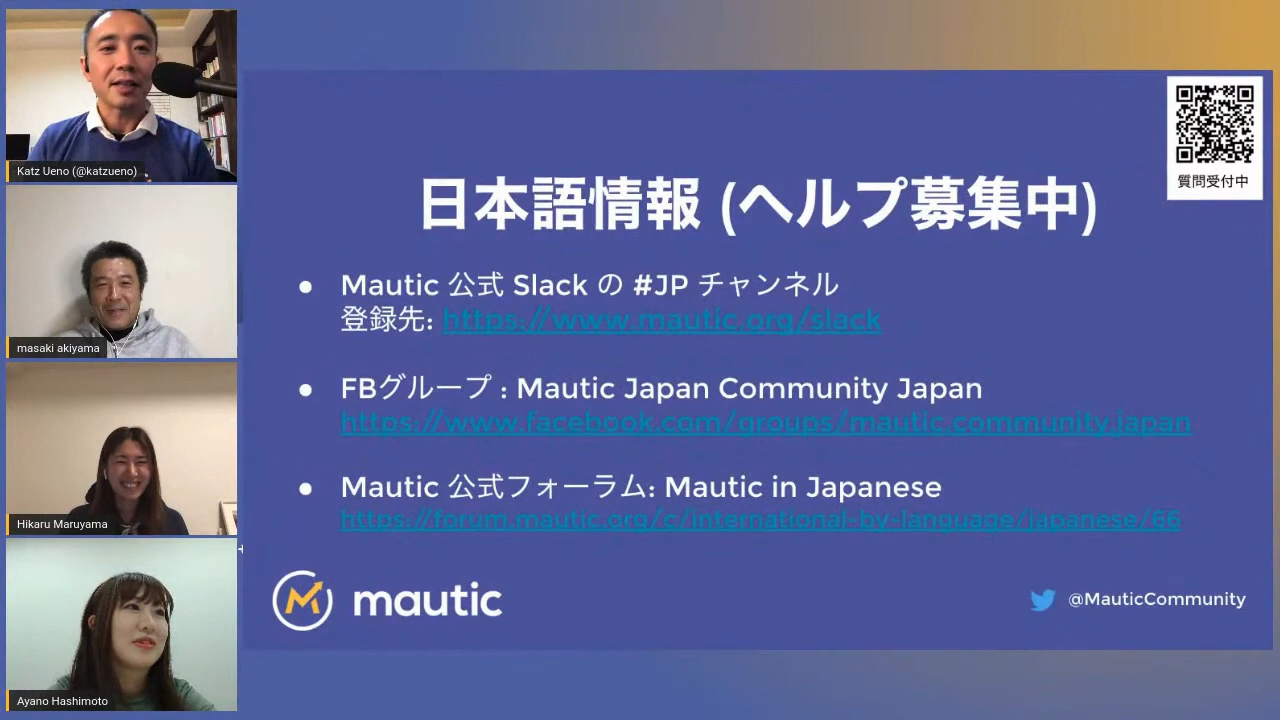 Katz Ueno (@katzueno)
masaki akiyama
Hikaru Maruyama
Ayano Hashimoto
質問受付中
日本語情報 (ヘルプ募集中)
● Mautic 公式 Slack の #JP チャンネル
登録先: https://www.mautic.org/slack
● FBグループ : Mautic Japan Community Japan
https://www.facebook.com/groups/mautic.community.japan
● Mautic 公式フォーラム: Mautic in Japanese
https://forum.mautic.org/c/international-by-language/japanese/66
mautic
@MauticCommunity